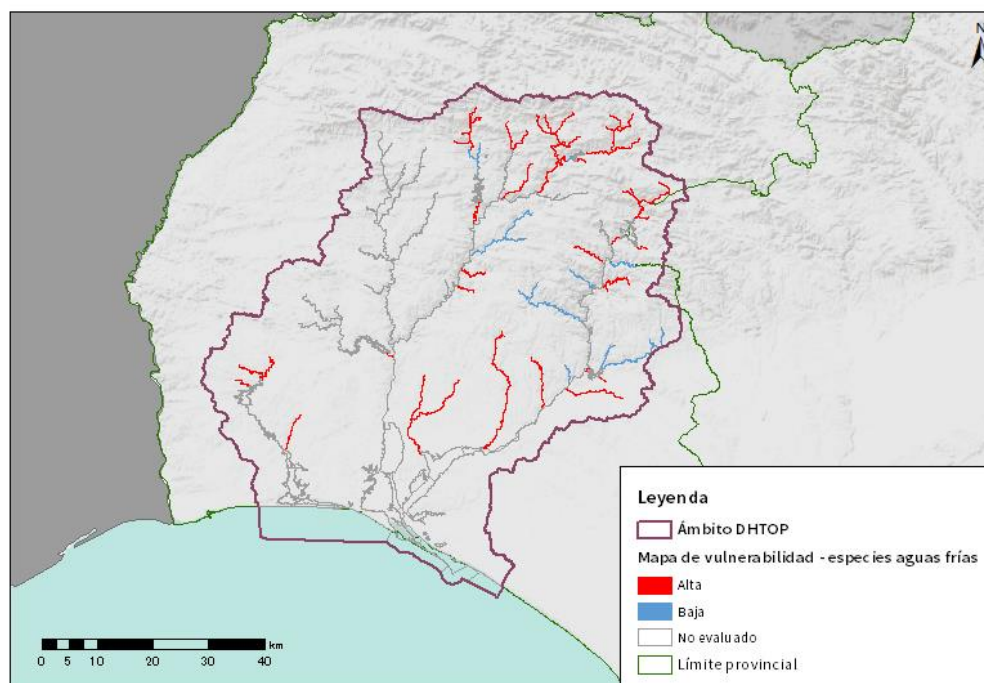 N
Leyenda
Ámbito DHTOP
Mapa de vulnerabilidad - especies aguas frías
Alta
Baja
No evaluado
Límite provincial
0 5 10 20 30 40
km